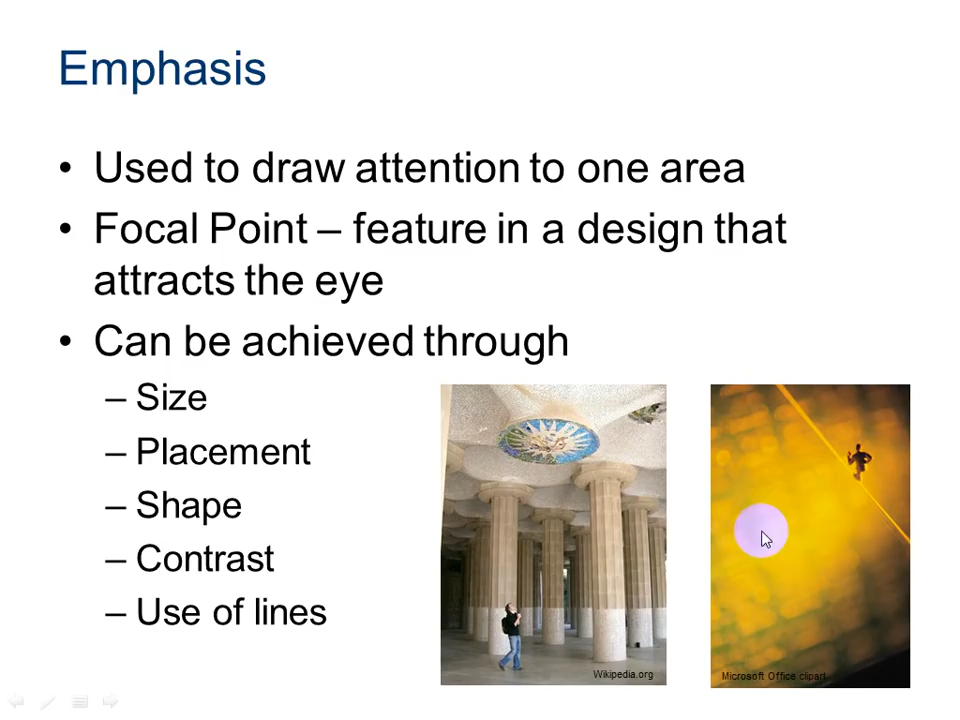 Emphasis
• Used to draw attention to one area
• Focal Point – feature in a design that
attracts the eye
• Can be achieved through
– Size
– Placement
– Shape
– Contrast
– Use of lines
Wikipedia.org
Microsoft Office clipart